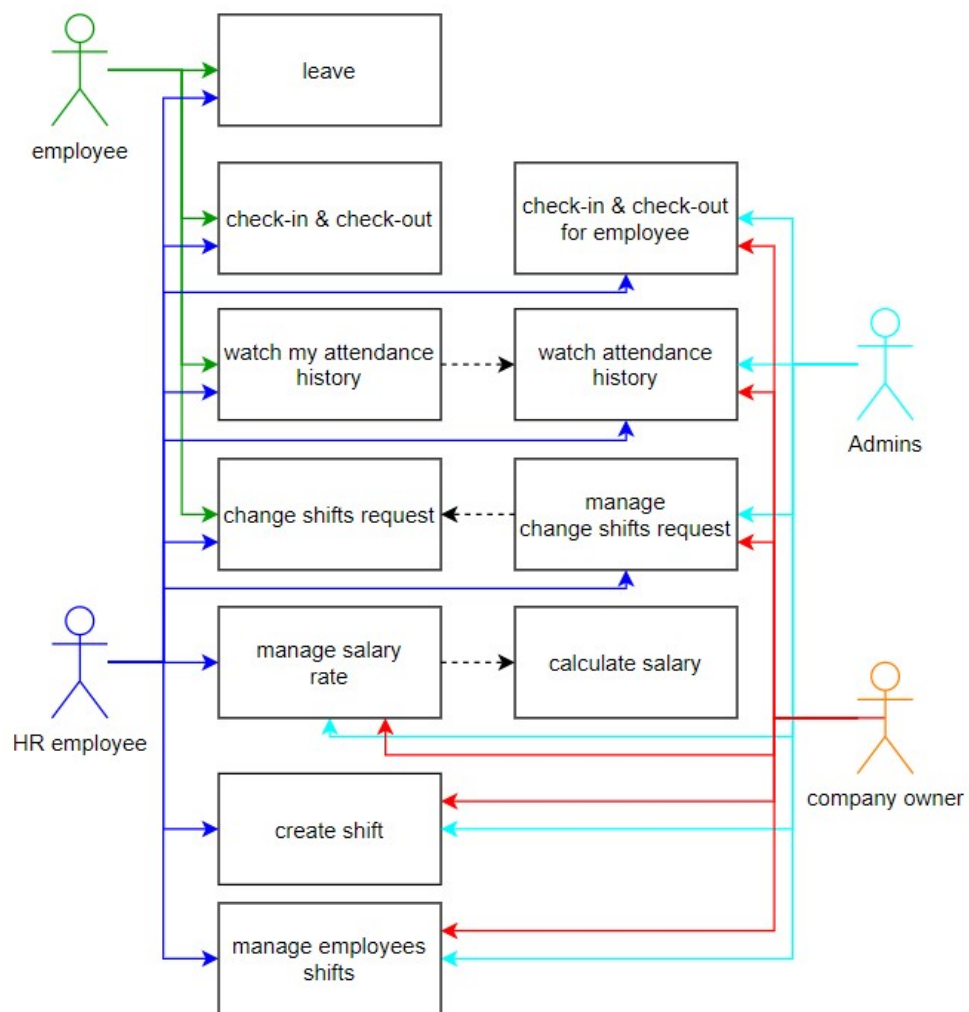 leave
employee
check-in & check-out
check-in & check-out
for employee
watch my attendance
history
watch attendance
history
Admins
change shifts request
manage
change shifts request
manage salary
rate
calculate salary
HR employee
company owner
create shift
manage employees
shifts